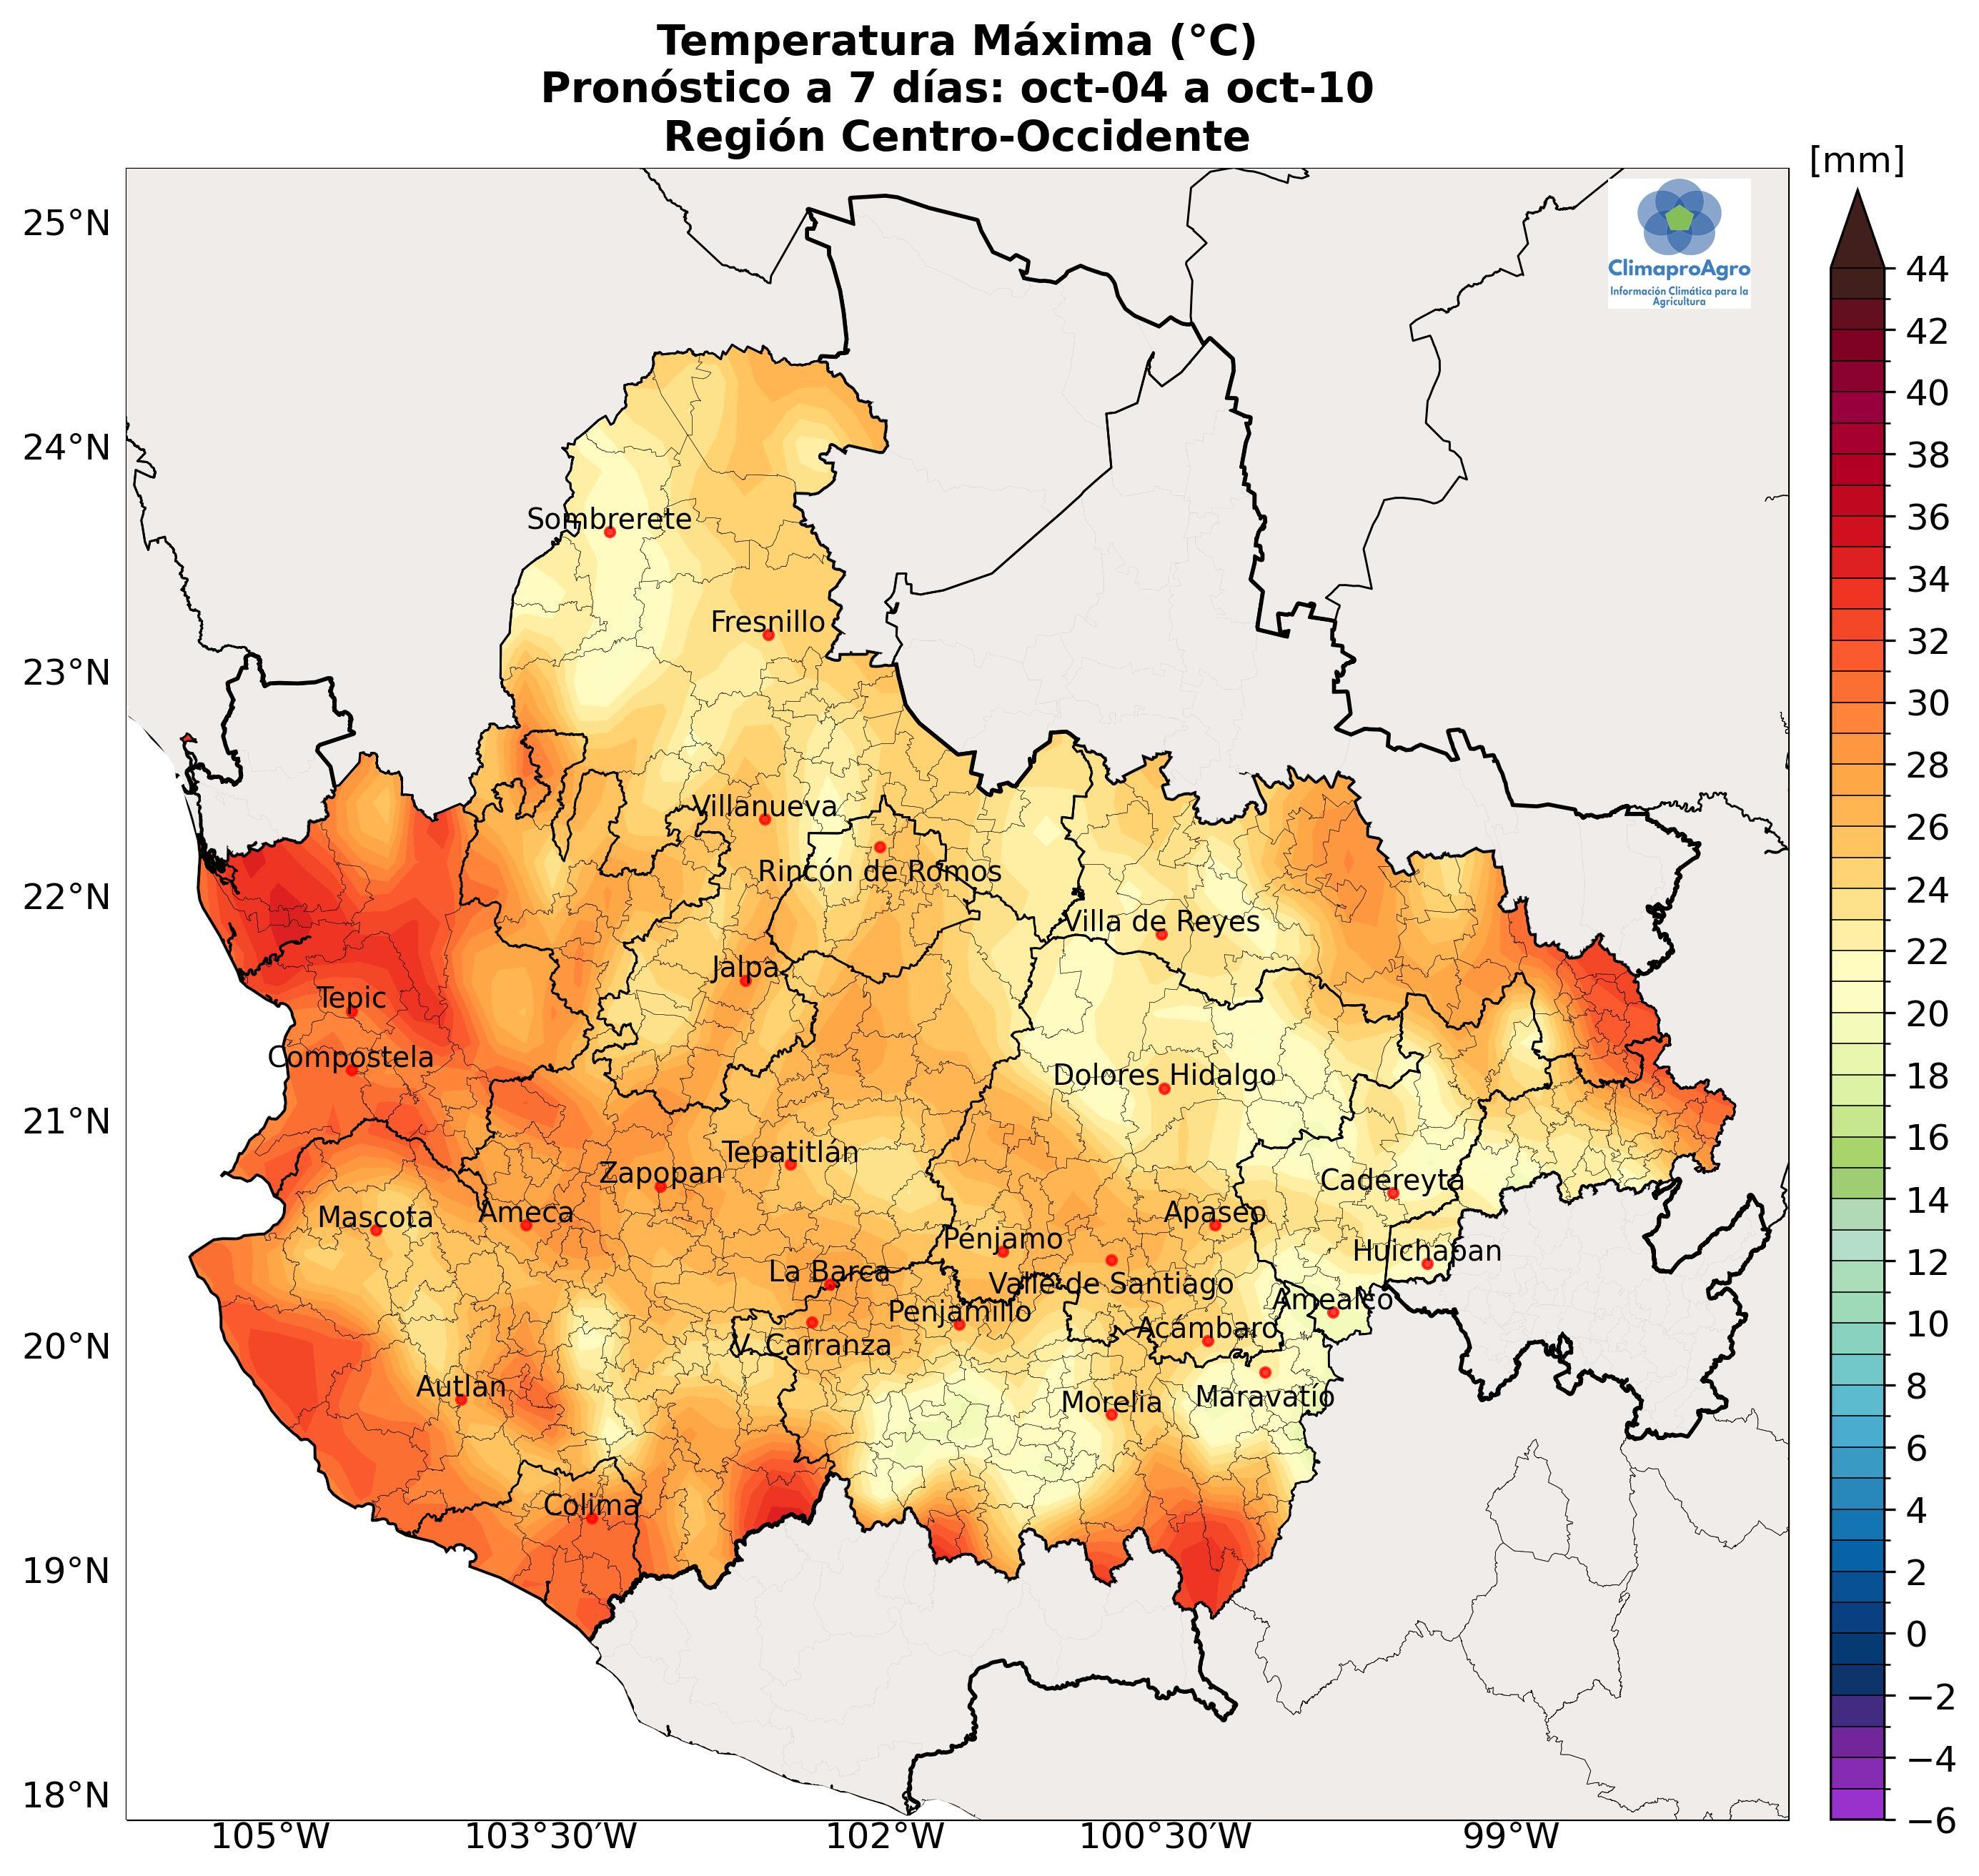 Temperatura Máxima (°C)
Pronóstico a 7 días: oct-04 a oct-10
Región Centro-Occidente
[mm]
25°N
24°N
23°N
22°N
21°N
20°N
19°N
18°N
ClimaproAgro
Información Climática para la
Agricultura
Sombrerete
Fresnillo
Villanueva
Rincón de Romos
Villa de Reyes
Jalpa
Tepic
Compostela
Dolores Hidalgo
Tepatitlán
Zapopan
Cadereyta
Mascota
Ameca
Apaseo
Pénjamo
Huichapan
La Barca
Valle de Santiago
Amealco
Penjamillo
Acámbaro
V. Carranza
Autlan
Morelia
Maravatío
Colima
105°W
103°30'W
102°W
100°30'W
99°W
44
42
40
38
36
34
32
30
28
26
24
22
20
18
16
14
12
10
8
6
4
2
0
−2
−4
−6